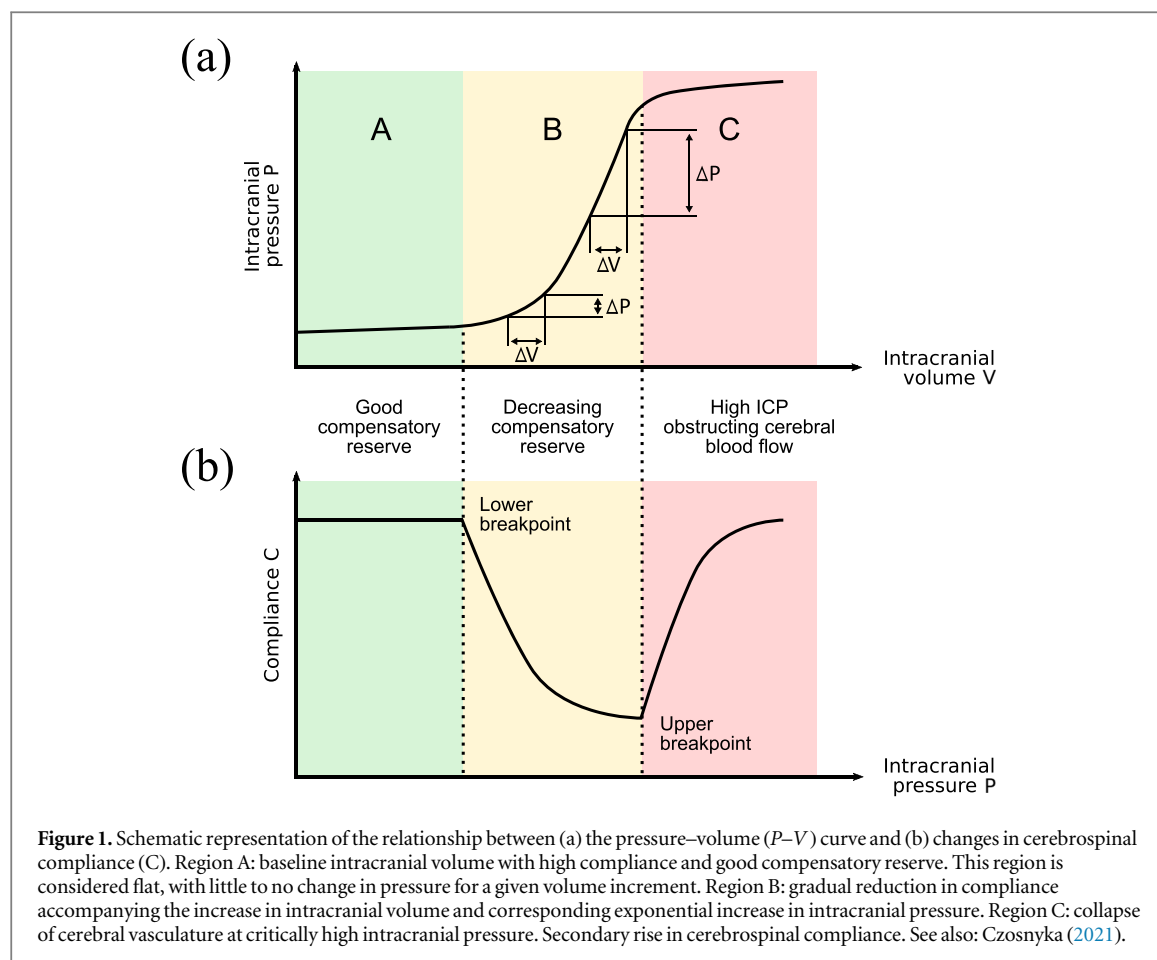 (a)
A
B
C
Intracranial
pressure P
ΔP
ΔV
ΔP
ΔV
Intracranial
volume V
Good
compensatory
reserve
Decreasing
compensatory
reserve
High ICP
obstructing cerebral
blood flow
(b)
Lower
breakpoint
Compliance C
Upper
breakpoint
Intracranial
pressure P
Figure 1. Schematic representation of the relationship between (a) the pressure–volume (P–V) curve and (b) changes in cerebrospinal
compliance (C). Region A: baseline intracranial volume with high compliance and good compensatory reserve. This region is
considered flat, with little to no change in pressure for a given volume increment. Region B: gradual reduction in compliance
accompanying the increase in intracranial volume and corresponding exponential increase in intracranial pressure. Region C: collapse
of cerebral vasculature at critically high intracranial pressure. Secondary rise in cerebrospinal compliance. See also: Czosnyka (2021).